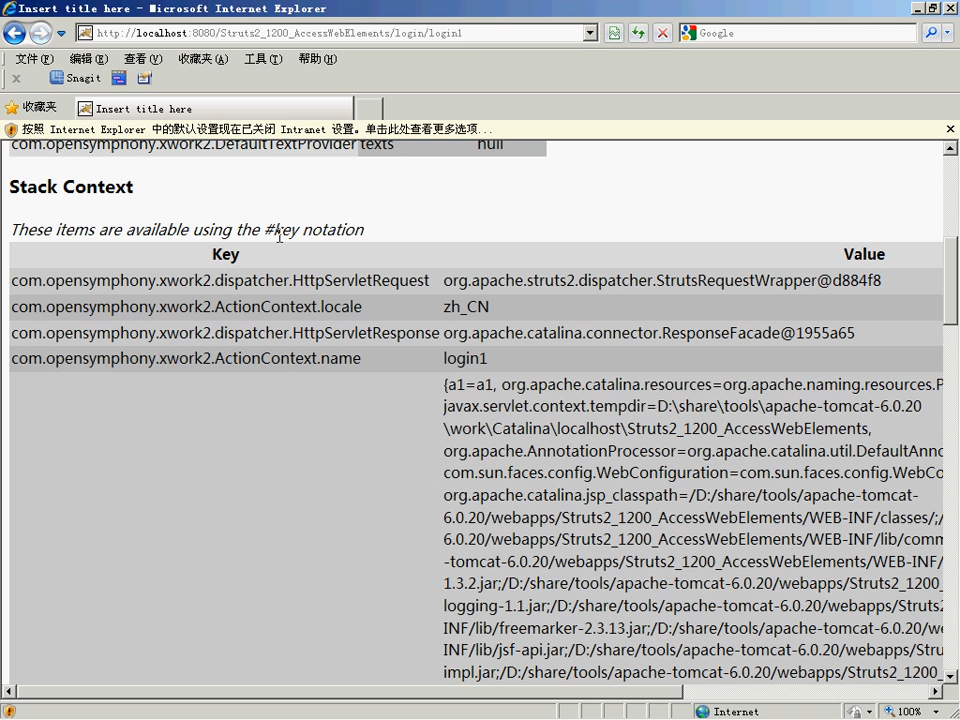 Insert title here - Microsoft Internet Explorer
http://localhost:8080/Struts2_1200_AccessWebElements/login/login1
Google
文件(F) 编辑(E) 查看(V) 收藏夹(A) 工具(T) 帮助(H)
x Snagit
收藏夹 Insert title here
按照 Internet Explorer 中的默认设置现在已关闭 Intranet 设置。单击此处查看更多选项...
com.opensymphony.xwork2.DefaultTextProvider texts null
Stack Context
These items are available using the #key notation
Key Value
com.opensymphony.xwork2.dispatcher.HttpServletRequest org.apache.struts2.dispatcher.StrutsRequestWrapper@d884f8
com.opensymphony.xwork2.ActionContext.locale zh_CN
com.opensymphony.xwork2.dispatcher.HttpServletResponse org.apache.catalina.connector.ResponseFacade@1955a65
com.opensymphony.xwork2.ActionContext.name login1
{a1=a1, org.apache.catalina.resources=org.apache.naming.resources.P
javax.servlet.context.tempdir=D:\share\tools\apache-tomcat-6.0.20
\work\Catalina\localhost\Struts2_1200_AccessWebElements,
org.apache.AnnotationProcessor=org.apache.catalina.util.DefaultAnno
com.sun.faces.config.WebConfiguration=com.sun.faces.config.WebCo
org.apache.catalina.jsp_classpath=/D:/share/tools/apache-tomcat-
6.0.20/webapps/Struts2_1200_AccessWebElements/WEB-INF/classes/;/
6.0.20/webapps/Struts2_1200_AccessWebElements/WEB-INF/lib/comm
-tomcat-6.0.20/webapps/Struts2_1200_AccessWebElements/WEB-INF/
1.3.2.jar;/D:/share/tools/apache-tomcat-6.0.20/webapps/Struts2_1200_
logging-1.1.jar;/D:/share/tools/apache-tomcat-6.0.20/webapps/Struts2
INF/lib/freemarker-2.3.13.jar;/D:/share/tools/apache-tomcat-6.0.20/we
INF/lib/jsf-api.jar;/D:/share/tools/apache-tomcat-6.0.20/webapps/Stru
impl.jar;/D:/share/tools/apache-tomcat-6.0.20/webapps/Struts2_1200_
Internet 100%